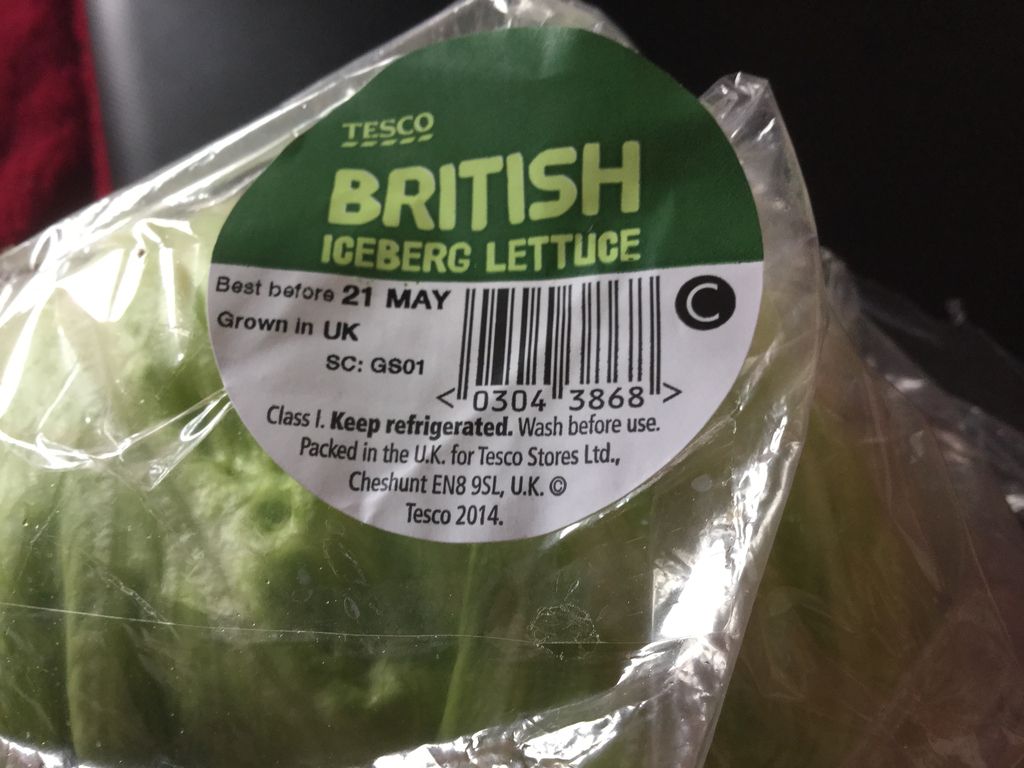 TESCO
BRITISH
ICEBERG LETTUCE
Best before 21 MAY
Grown in UK
SC: GS01
C
< 0304 3868 >
Class I. Keep refrigerated. Wash before use.
Packed in the U.K. for Tesco Stores Ltd.,
Cheshunt EN8 9SL, U.K. ©
Tesco 2014.